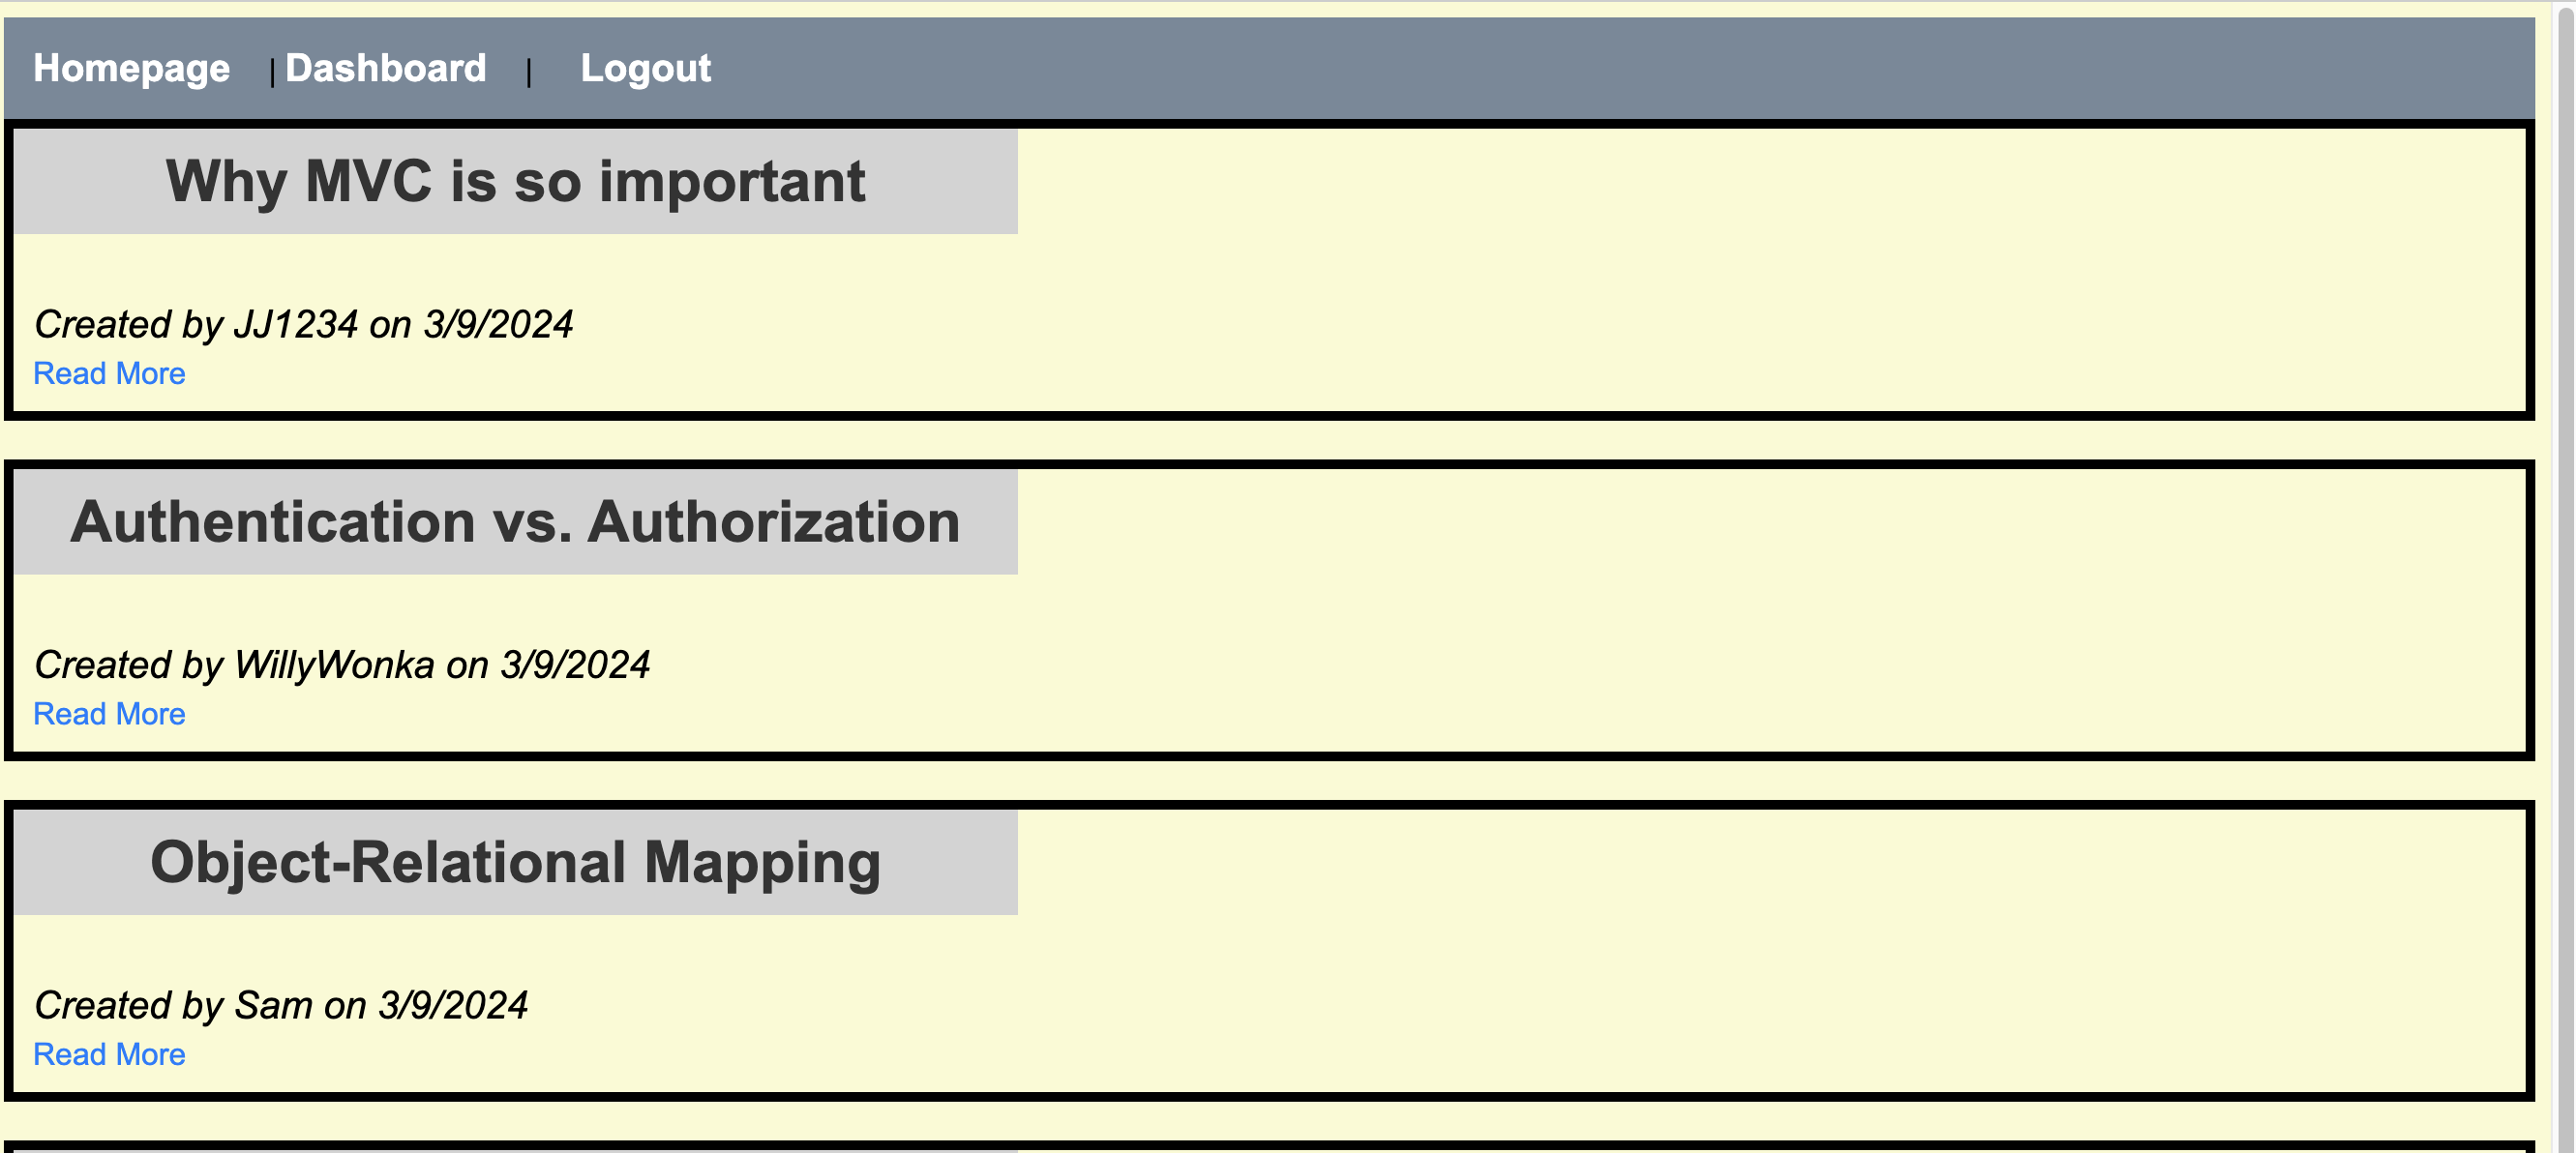 Homepage | Dashboard | Logout
Why MVC is so important
Created by JJ1234 on 3/9/2024
Read More
Authentication vs. Authorization
Created by WillyWonka on 3/9/2024
Read More
Object-Relational Mapping
Created by Sam on 3/9/2024
Read More